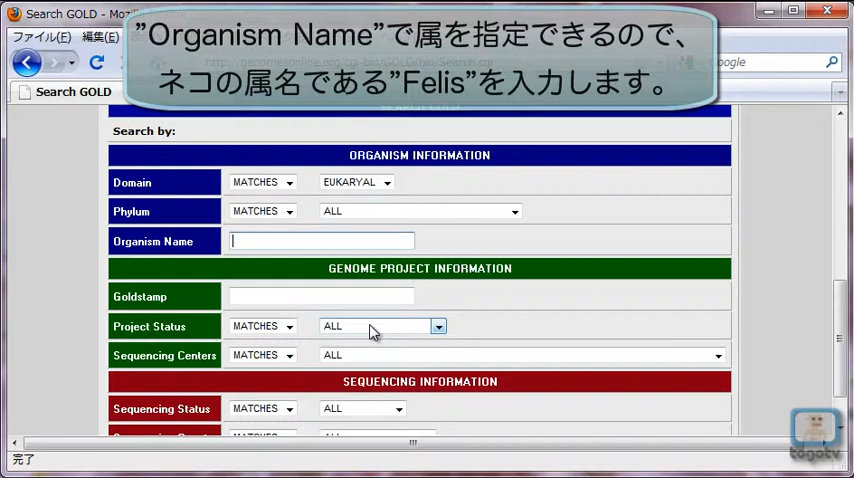 Search GOLD - Mozilla
”Organism Name”で属を指定できるので、
ネコの属名である”Felis”を入力します。
ファイル(F) 編集(E)
Search GOLD
Search by:
ORGANISM INFORMATION
Domain MATCHES EUKARYAL
Phylum MATCHES ALL
Organism Name
GENOME PROJECT INFORMATION
Goldstamp
Project Status MATCHES ALL
Sequencing Centers MATCHES ALL
SEQUENCING INFORMATION
Sequencing Status MATCHES ALL
完了
togotv